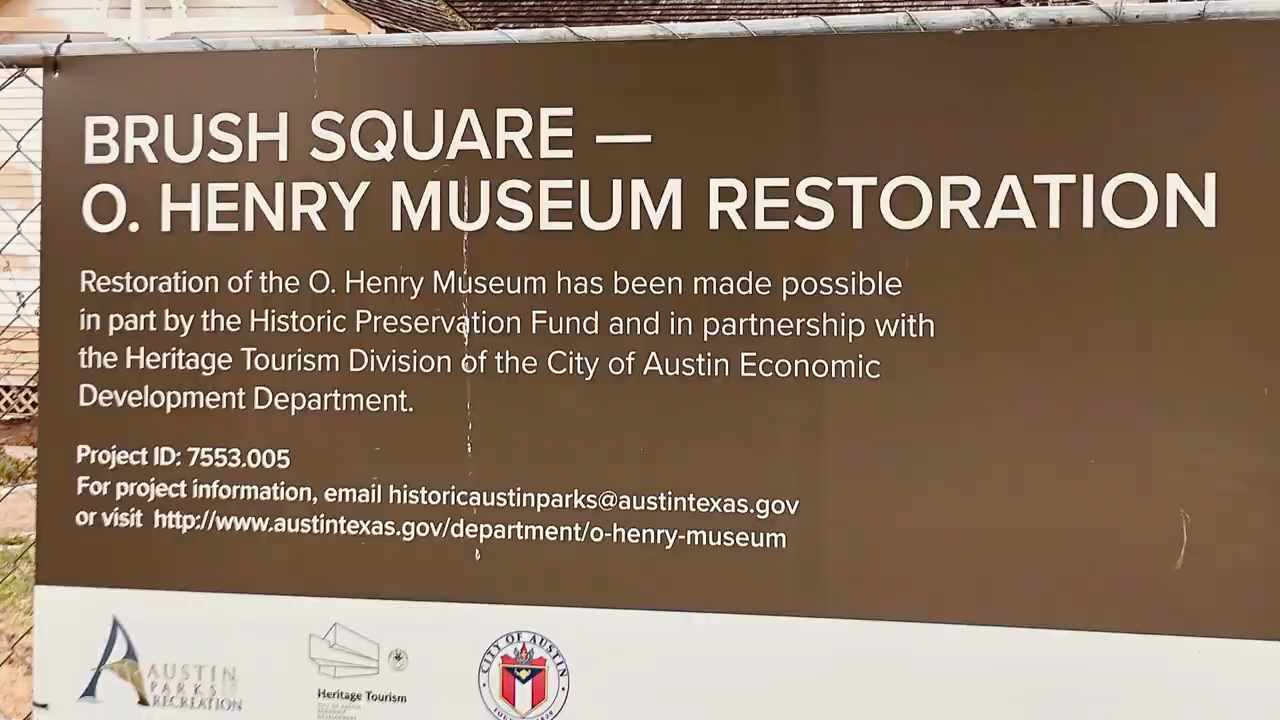 BRUSH SQUARE —
O. HENRY MUSEUM RESTORATION
Restoration of the O. Henry Museum has been made possible
in part by the Historic Preservation Fund and in partnership with
the Heritage Tourism Division of the City of Austin Economic
Development Department.
Project ID: 7553.005
For project information, email historicaustinparks@austintexas.gov
or visit http://www.austintexas.gov/department/o-henry-museum
AUSTIN
PARKS
RECREATION
Heritage Tourism
CITY OF AUSTIN